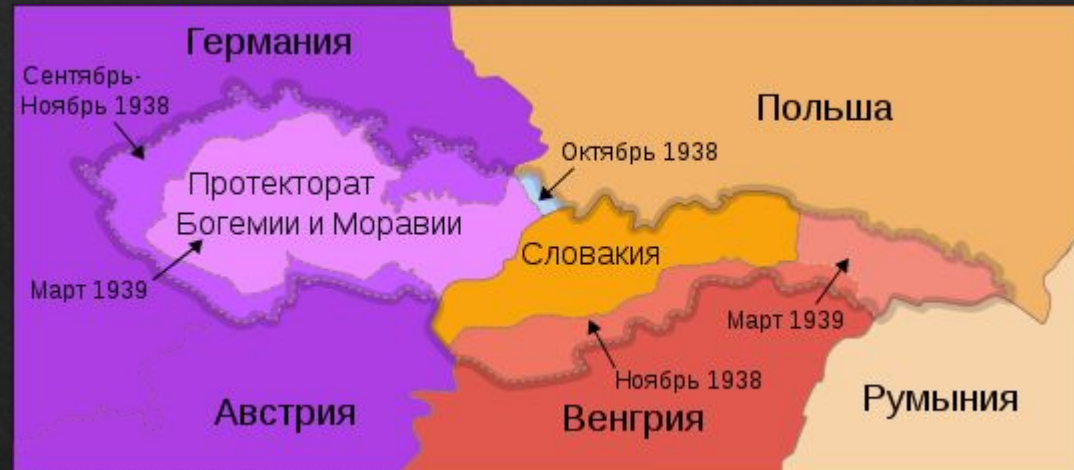 Германия
Сентябрь-
Ноябрь 1938
Польша
Октябрь 1938
Протекторат
Богемии и Моравии
Словакия
Март 1939
Март 1939
Ноябрь 1938
Австрия
Венгрия
Румыния